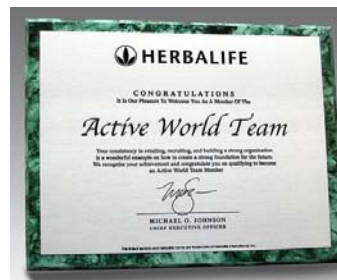 HERBALIFE
CONGRATULATIONS
It Is Our Pleasure To Welcome You As A Member Of The
Active World Team
Your consistency in retailing, recruiting, and building a strong organization
is a wonderful example on how to create a strong foundation for the future.
We recognize your achievement and congratulate you on qualifying to become
an Active World Team Member
MICHAEL O. JOHNSON
CHIEF EXECUTIVE OFFICER